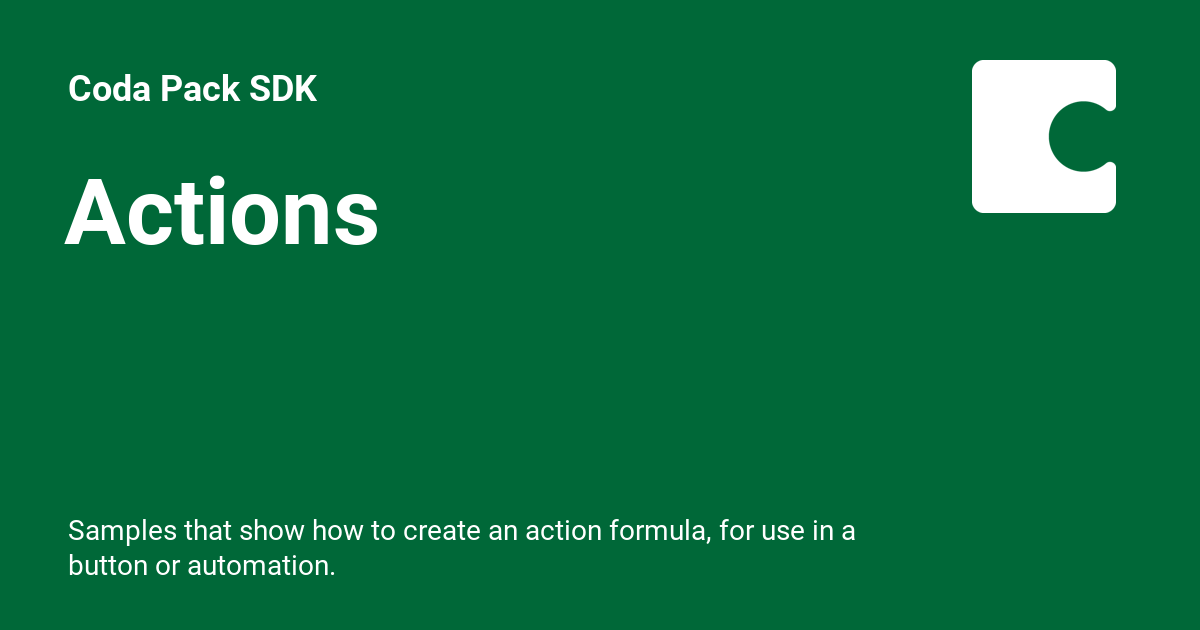 Coda Pack SDK
Actions
Samples that show how to create an action formula, for use in a
button or automation.